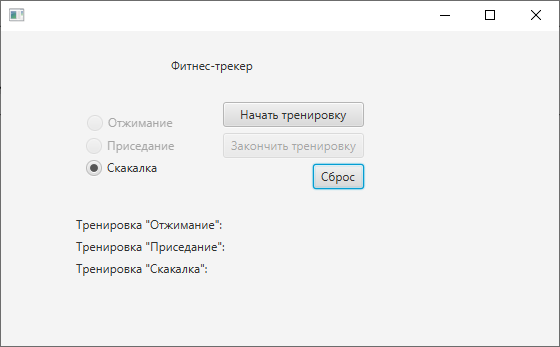 Фитнес-трекер
Отжимание
Начать тренировку
Приседание
Закончить тренировку
Скакалка
Сброс
Тренировка "Отжимание":
Тренировка "Приседание":
Тренировка "Скакалка":